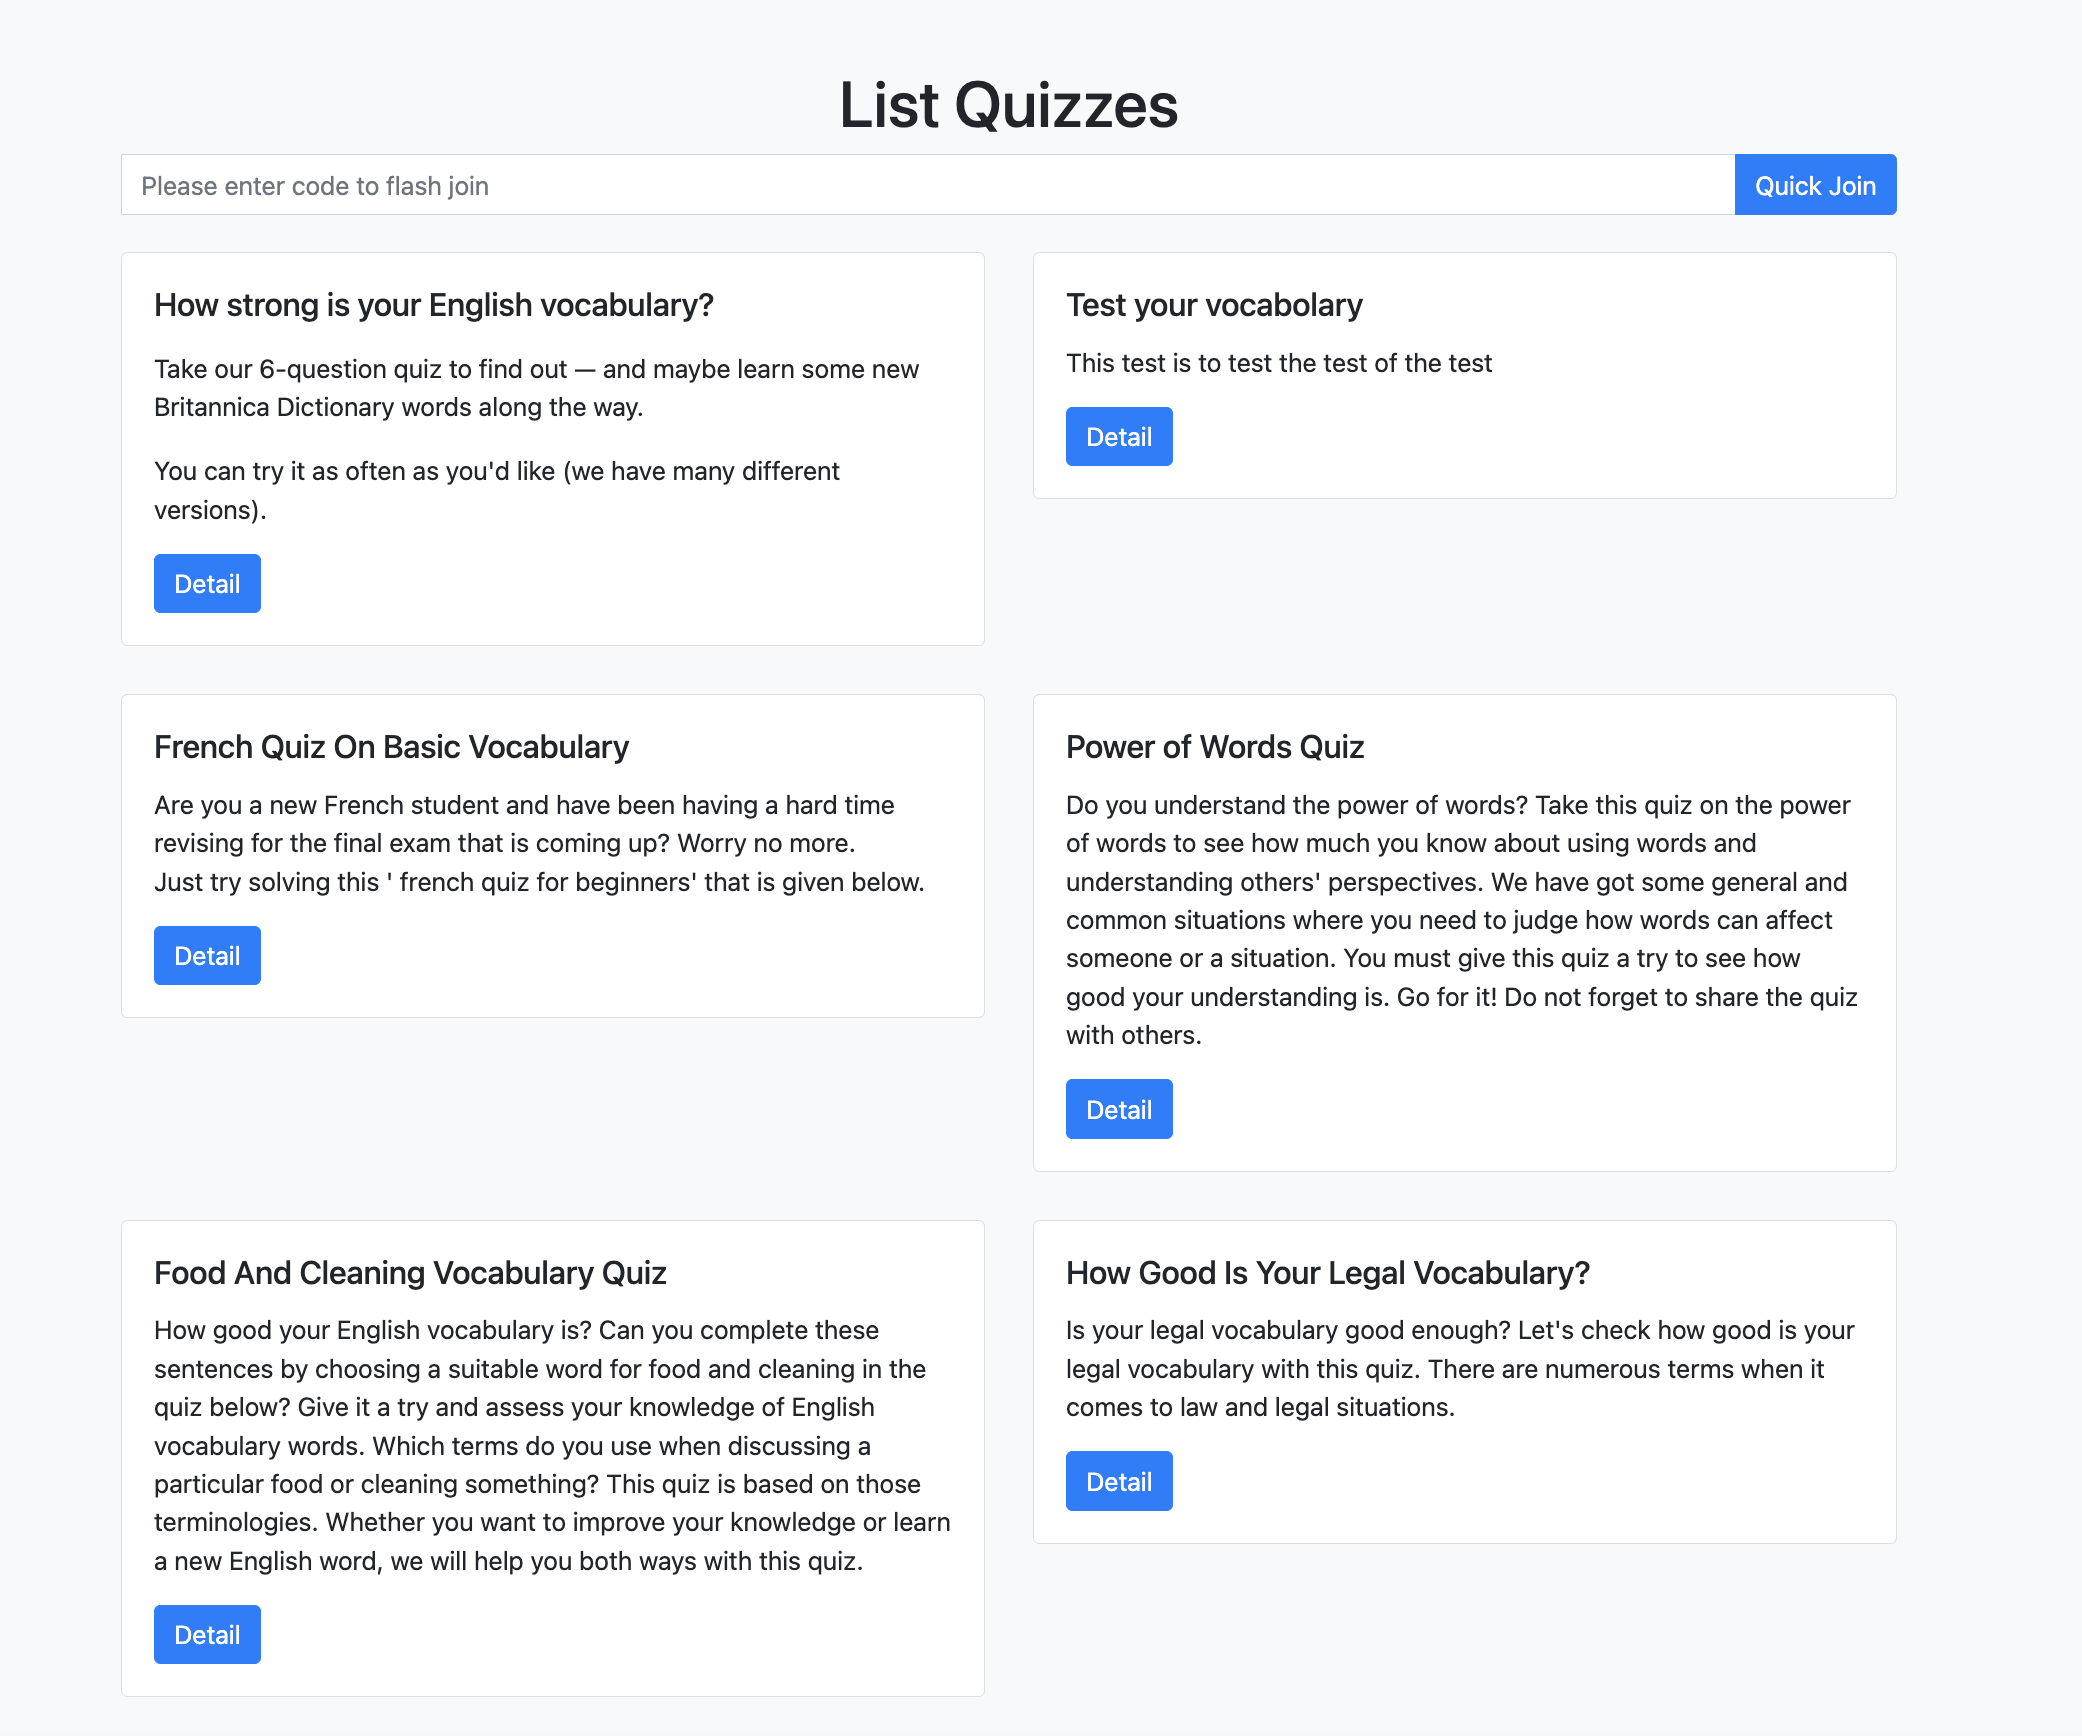 List Quizzes
Please enter code to flash join
Quick Join
How strong is your English vocabulary?
Take our 6-question quiz to find out — and maybe learn some new
Britannica Dictionary words along the way.
You can try it as often as you'd like (we have many different
versions).
Detail
Test your vocabolary
This test is to test the test of the test
Detail
French Quiz On Basic Vocabulary
Are you a new French student and have been having a hard time
revising for the final exam that is coming up? Worry no more.
Just try solving this ' french quiz for beginners' that is given below.
Detail
Power of Words Quiz
Do you understand the power of words? Take this quiz on the power
of words to see how much you know about using words and
understanding others' perspectives. We have got some general and
common situations where you need to judge how words can affect
someone or a situation. You must give this quiz a try to see how
good your understanding is. Go for it! Do not forget to share the quiz
with others.
Detail
Food And Cleaning Vocabulary Quiz
How good your English vocabulary is? Can you complete these
sentences by choosing a suitable word for food and cleaning in the
quiz below? Give it a try and assess your knowledge of English
vocabulary words. Which terms do you use when discussing a
particular food or cleaning something? This quiz is based on those
terminologies. Whether you want to improve your knowledge or learn
a new English word, we will help you both ways with this quiz.
Detail
How Good Is Your Legal Vocabulary?
Is your legal vocabulary good enough? Let's check how good is your
legal vocabulary with this quiz. There are numerous terms when it
comes to law and legal situations.
Detail